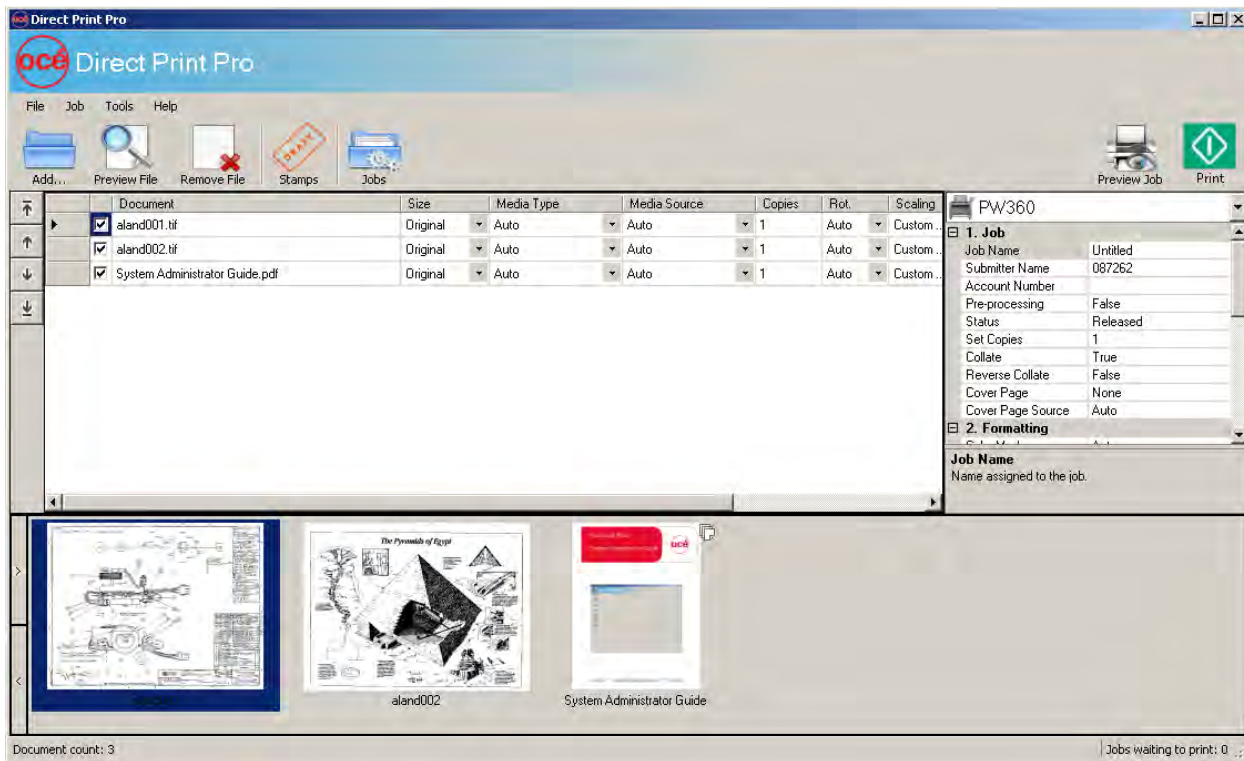 Direct Print Pro
océ Direct Print Pro
File Job Tools Help
Add... Preview File Remove File Stamps Jobs Preview Job Print
DRAFT
Document Size Media Type Media Source Copies Rot. Scaling
aland001.tif Original Auto Auto 1 Auto Custom ..
aland002.tif Original Auto Auto 1 Auto Custom ..
System Administrator Guide.pdf Original Auto Auto 1 Auto Custom ..
PW360
1. Job
Job Name Untitled
Submitter Name 087262
Account Number
Pre-processing False
Status Released
Set Copies 1
Collate True
Reverse Collate False
Cover Page None
Cover Page Source Auto
2. Formatting
Job Name
Name assigned to the job.
The Pyramids of Egypt
océ
aland002 System Administrator Guide
Document count: 3 Jobs waiting to print: 0